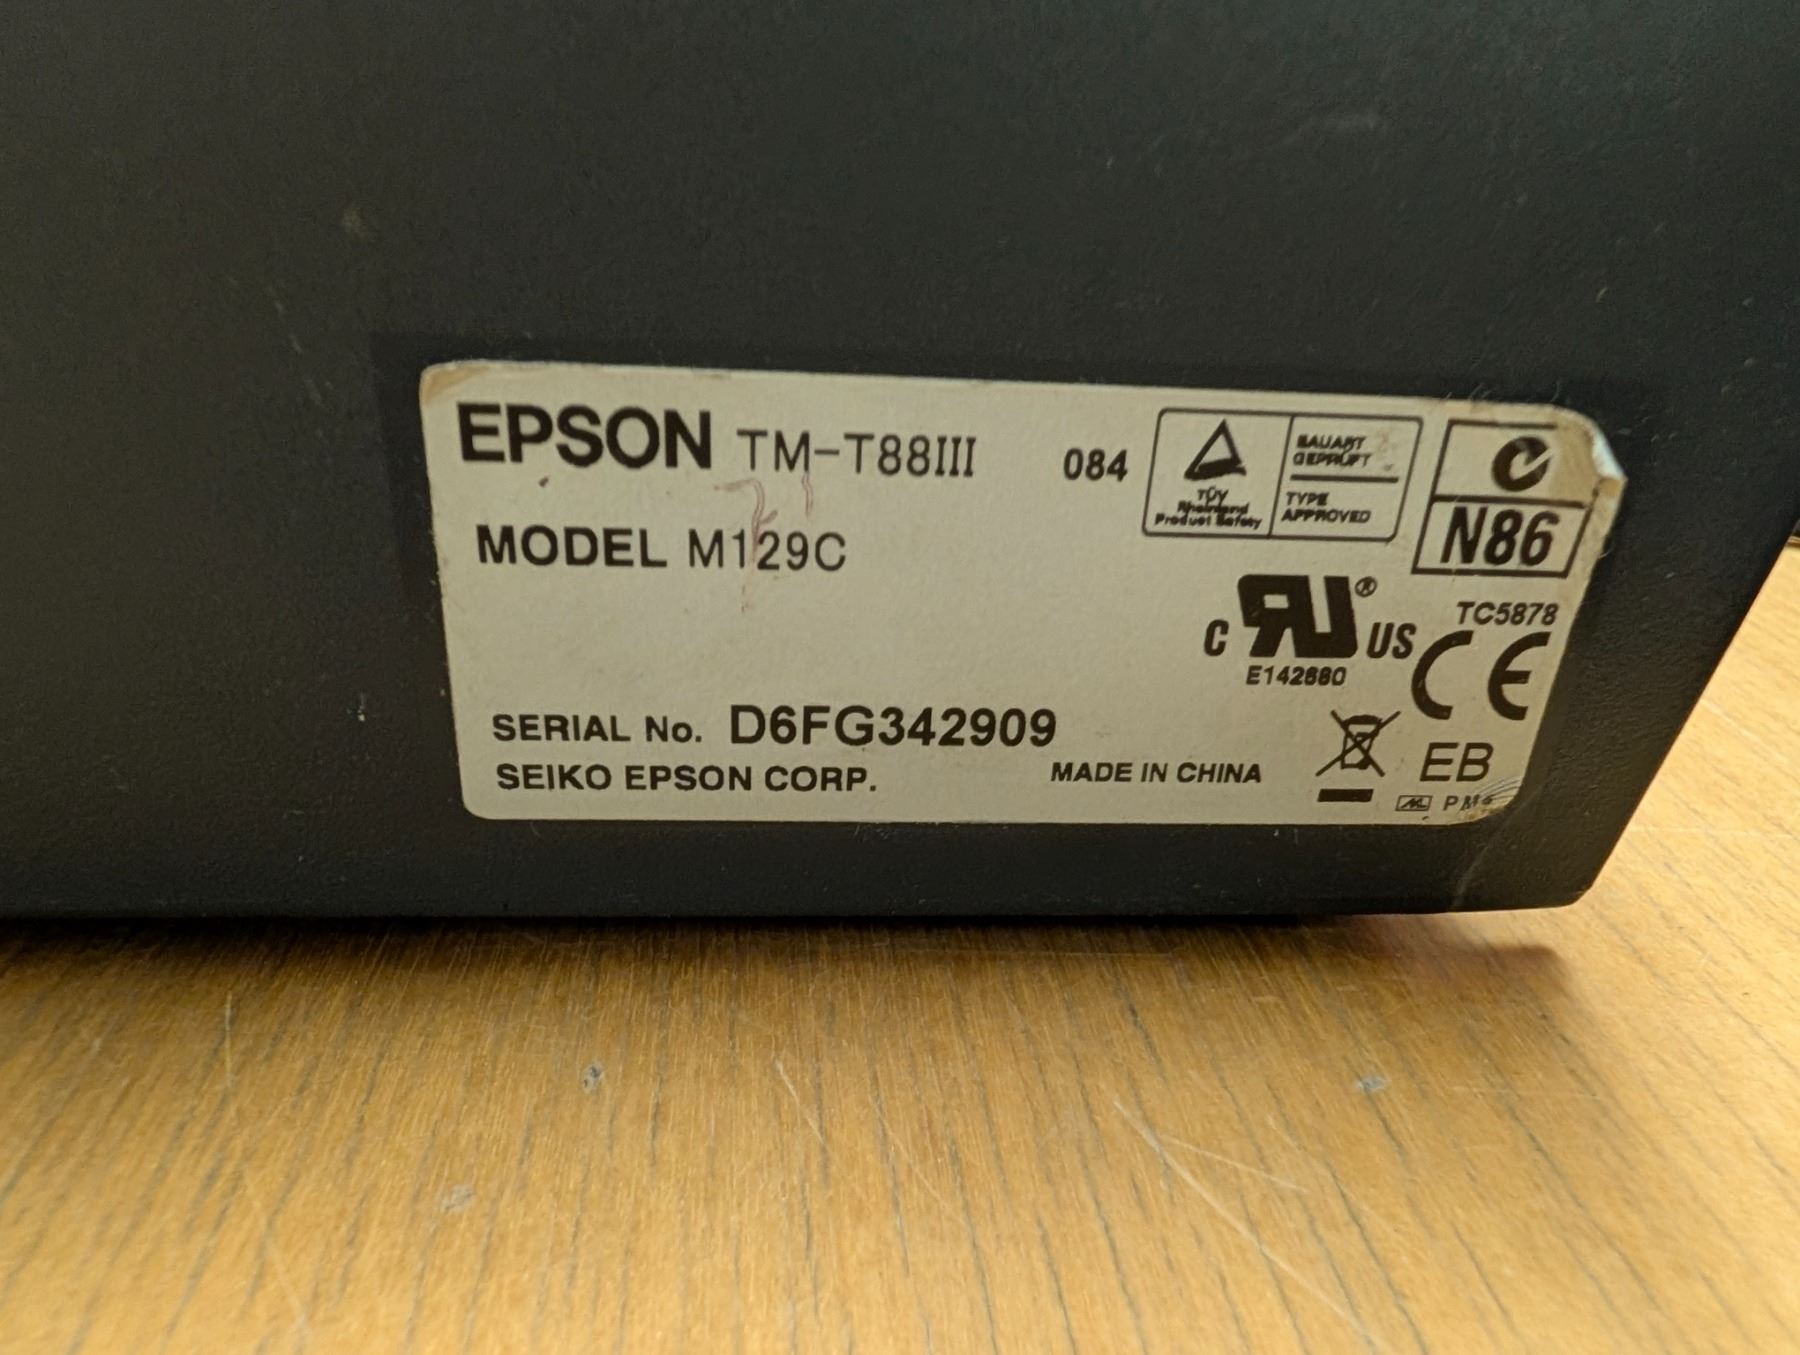 EPSON TM-T88III 084
TÜV
Rheinland
Product Safety
BAUART
GEPRÜFT
TYPE
APPROVED
N86
MODEL M129C
C US
®
E142880
TC5878
CE
SERIAL No. D6FG342909
SEIKO EPSON CORP. MADE IN CHINA
EB